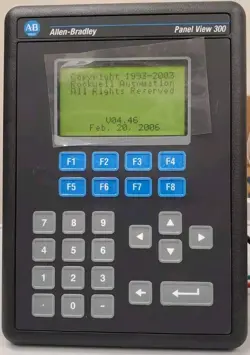 AB
Allen-Bradley
Panel View 300
Copyright 1993-2003
Rockwell Automation
All Rights Reserved
V04.46
Feb. 20, 2006
F1 F2 F3 F4
F5 F6 F7 F8
7 8 9
4 5 6
1 2 3
. 0 -